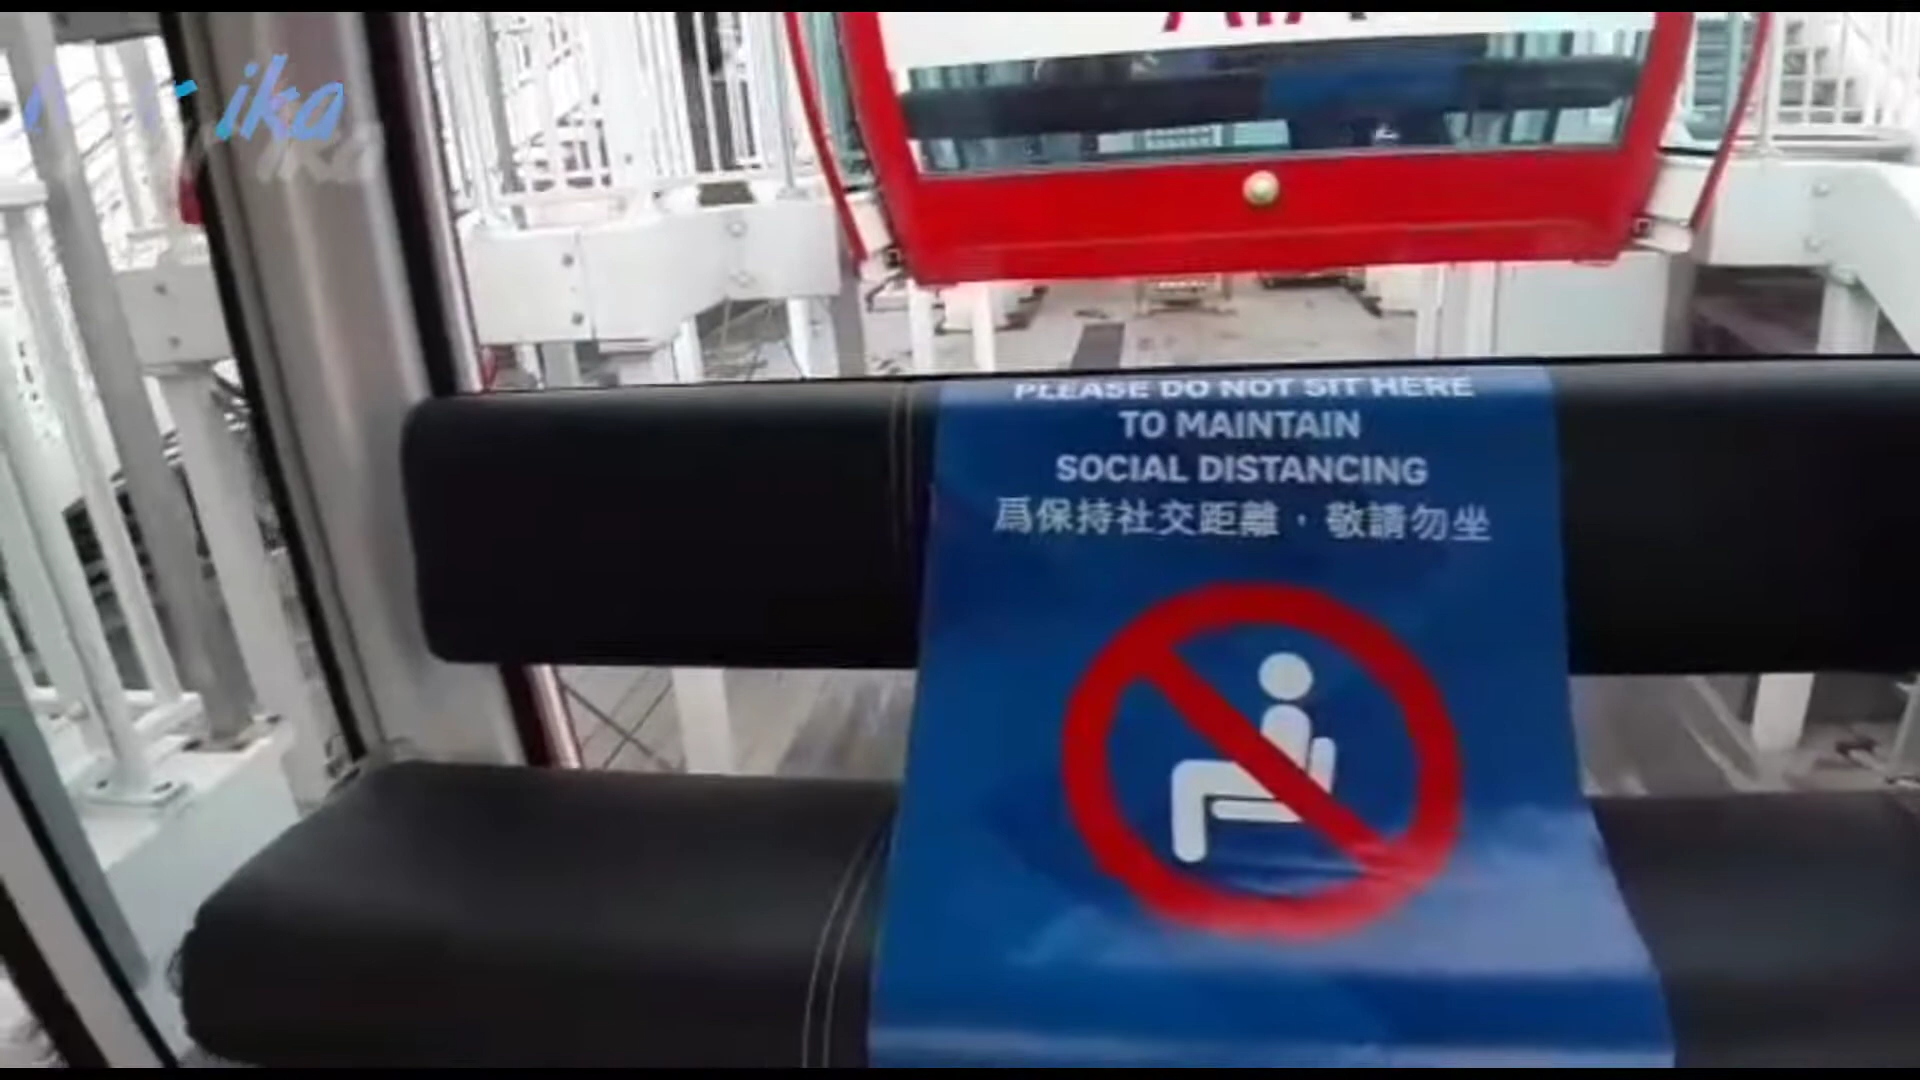 ika
PLEASE DO NOT SIT HERE
TO MAINTAIN
SOCIAL DISTANCING
爲保持社交距離，敬請勿坐